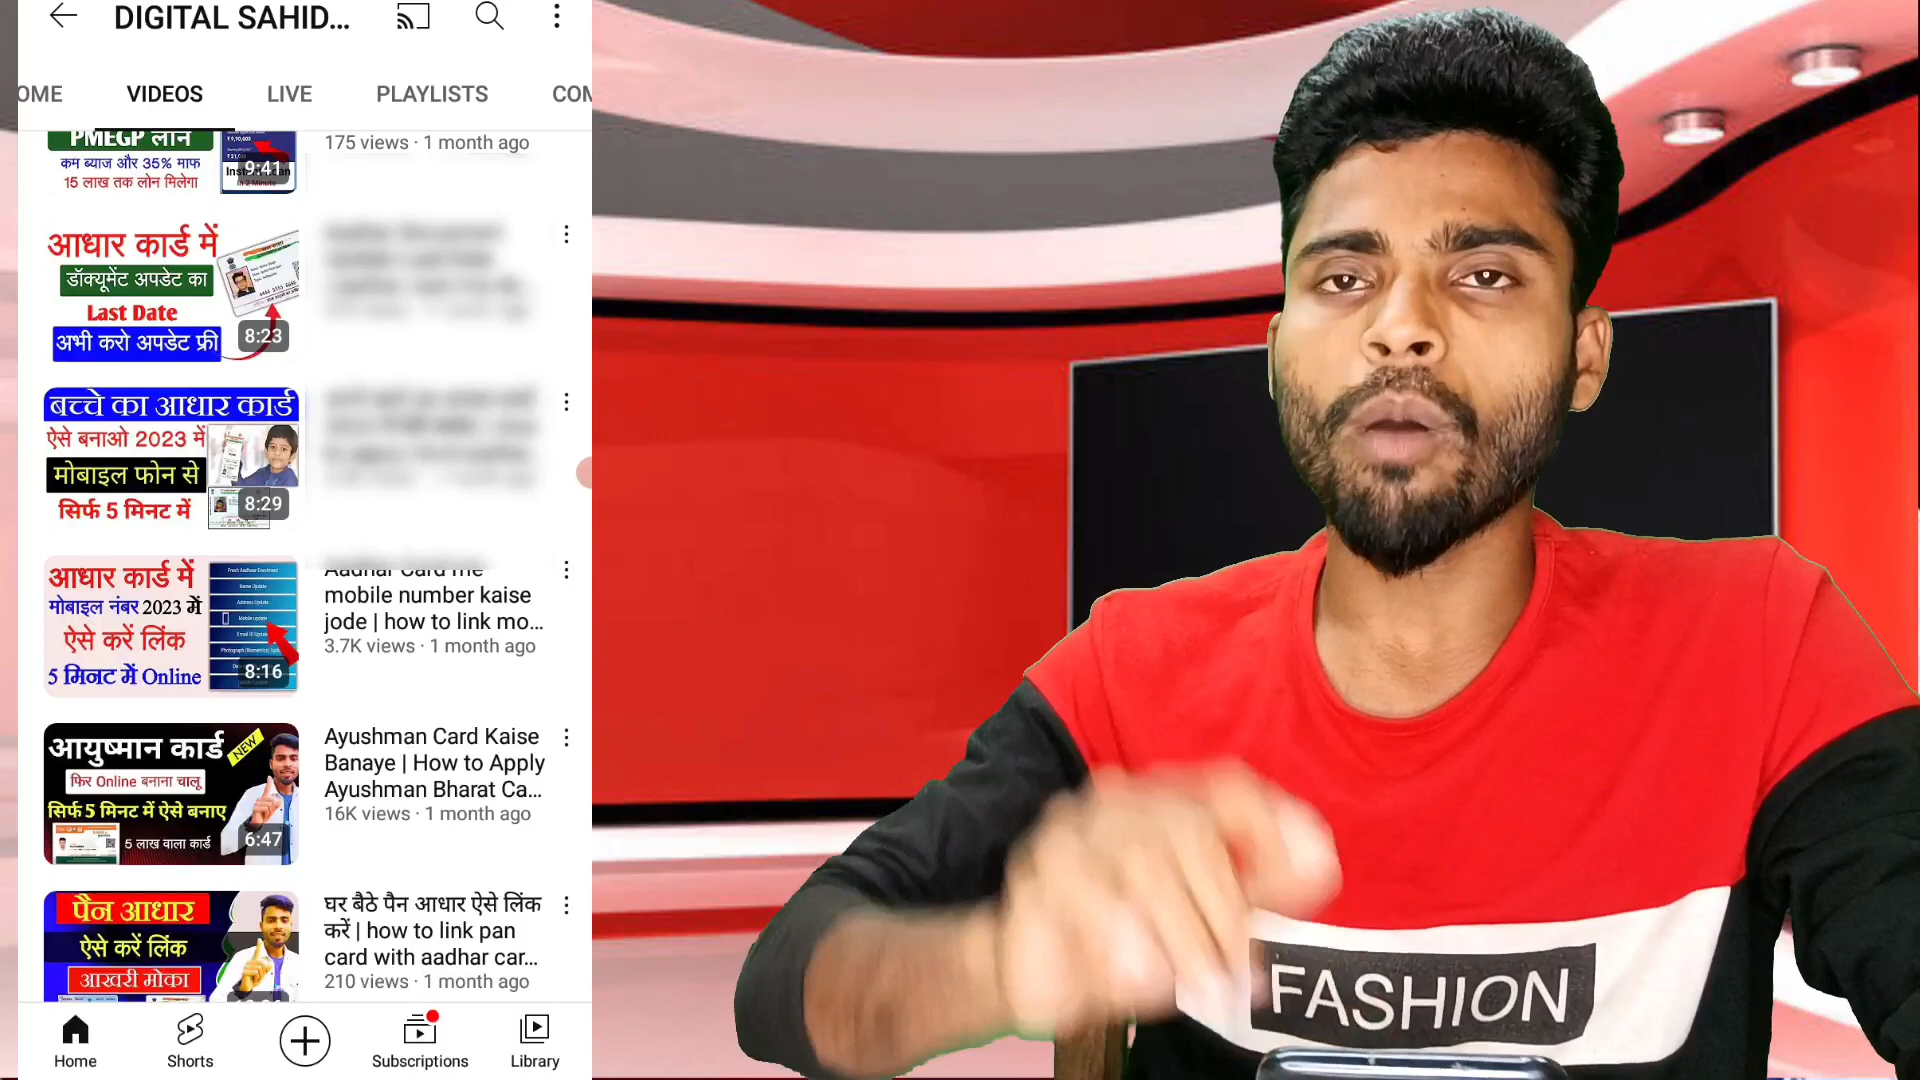 DIGITAL SAHID...
OME VIDEOS LIVE PLAYLISTS COM
PMEGP लोन
कम ब्याज और 35% माफ
15 लाख तक लोन मिलेगा
9:41
175 views · 1 month ago
आधार कार्ड में
डॉक्यूमेंट अपडेट का
Last Date
अभी करो अपडेट फ्री
8:23
बच्चे का आधार कार्ड
ऐसे बनाओ 2023 में
मोबाइल फोन से
सिर्फ 5 मिनट में
8:29
आधार कार्ड में
मोबाइल नंबर 2023 में
ऐसे करें लिंक
5 मिनट में Online
8:16
Aadhar Card me
mobile number kaise
jode | how to link mo...
3.7K views · 1 month ago
आयुष्मान कार्ड
NEW
फिर Online बनाना चालू
सिर्फ 5 मिनट में ऐसे बनाए
5 लाख वाला कार्ड
6:47
Ayushman Card Kaise
Banaye | How to Apply
Ayushman Bharat Ca...
16K views · 1 month ago
पैन आधार
ऐसे करें लिंक
आखरी मोका
घर बैठे पैन आधार ऐसे लिंक
करें | how to link pan
card with aadhar car...
210 views · 1 month ago
Home Shorts Subscriptions Library
FASHION